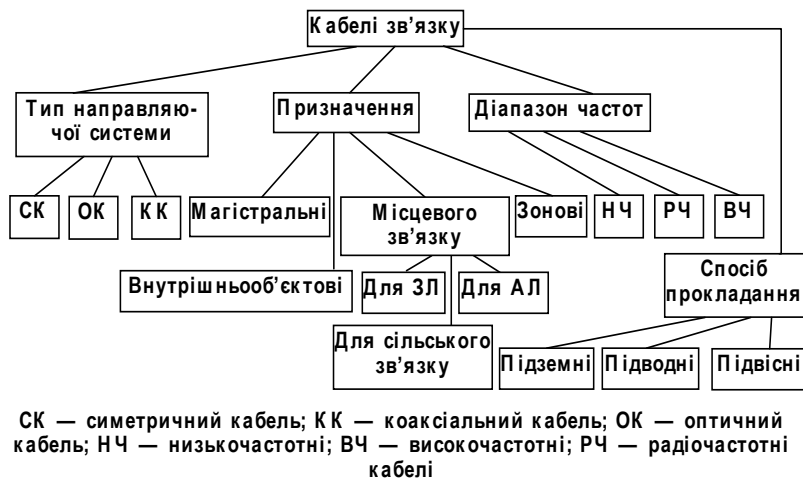 Кабелі зв’язку
Тип направляю-
чої системи
Призначення
Діапазон частот
СК
ОК
КК
Магістральні
Місцевого
зв’язку
Зонові
НЧ
РЧ
ВЧ
Внутрішньооб’єктові
Для ЗЛ
Для АЛ
Спосіб
прокладання
Для сільського
зв’язку
Підземні
Підводні
Підвісні
СК — симетричний кабель; КК — коаксіальний кабель; ОК — оптичний
кабель; НЧ — низькочастотні; ВЧ — високочастотні; РЧ — радіочастотні
кабелі